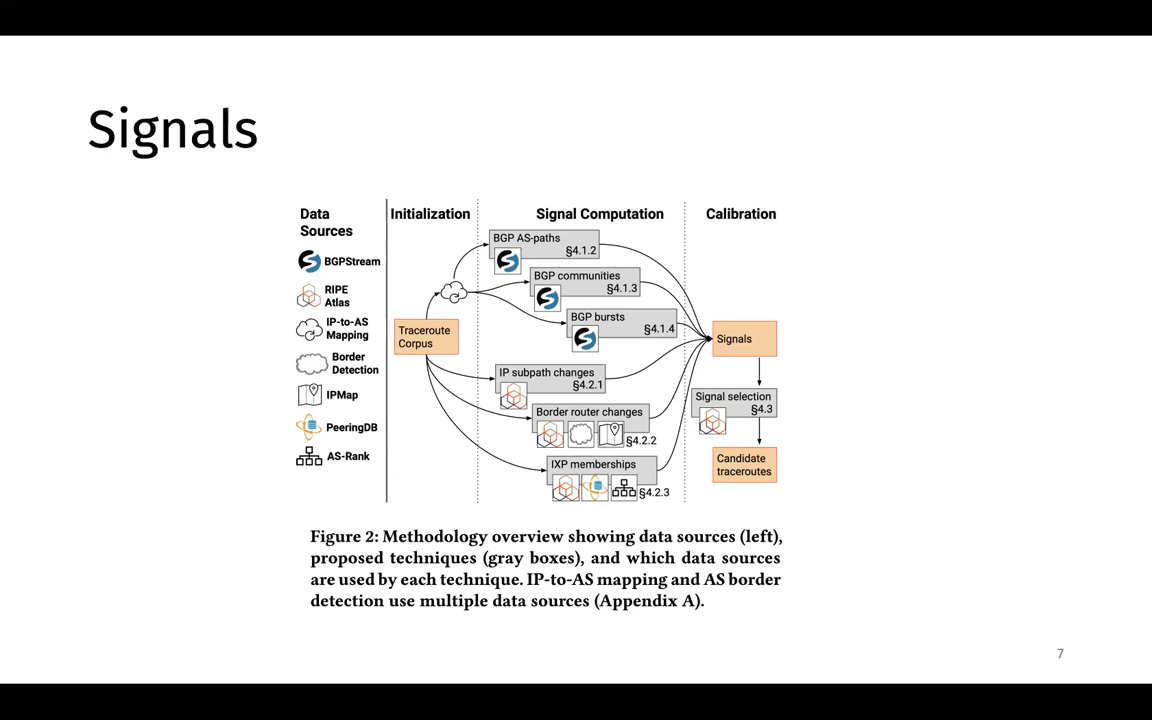 Signals
Data
Sources
Initialization
Signal Computation
Calibration
BGPStream
RIPE
Atlas
IP-to-AS
Mapping
Border
Detection
IPMap
PeeringDB
AS-Rank
Traceroute
Corpus
BGP AS-paths
§4.1.2
BGP communities
§4.1.3
BGP bursts
§4.1.4
IP subpath changes
§4.2.1
Border router changes
§4.2.2
IXP memberships
§4.2.3
Signals
Signal selection
§4.3
Candidate
traceroutes
Figure 2: Methodology overview showing data sources (left),
proposed techniques (gray boxes), and which data sources
are used by each technique. IP-to-AS mapping and AS border
detection use multiple data sources (Appendix A).
7